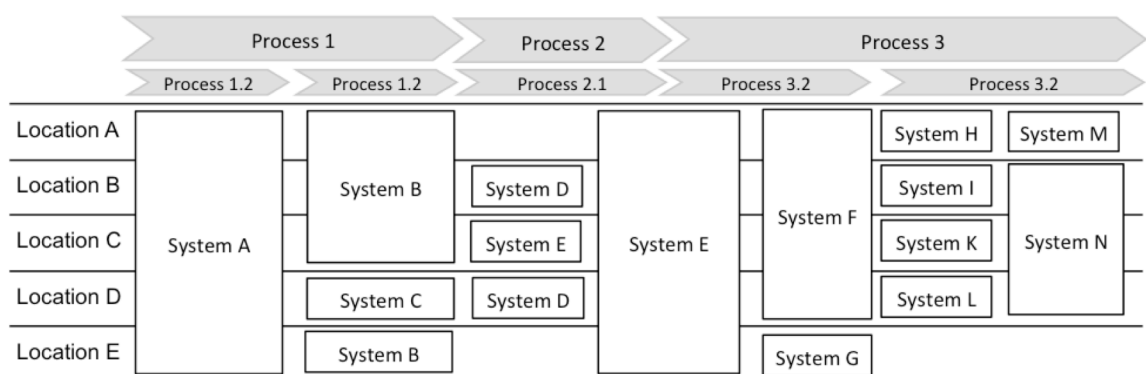 Process 1
Process 2
Process 3
Process 1.2
Process 1.2
Process 2.1
Process 3.2
Process 3.2
Location A
System H
System M
Location B
System B
System D
System I
Location C
System A
System E
System E
System F
System K
System N
Location D
System C
System D
System L
Location E
System B
System G